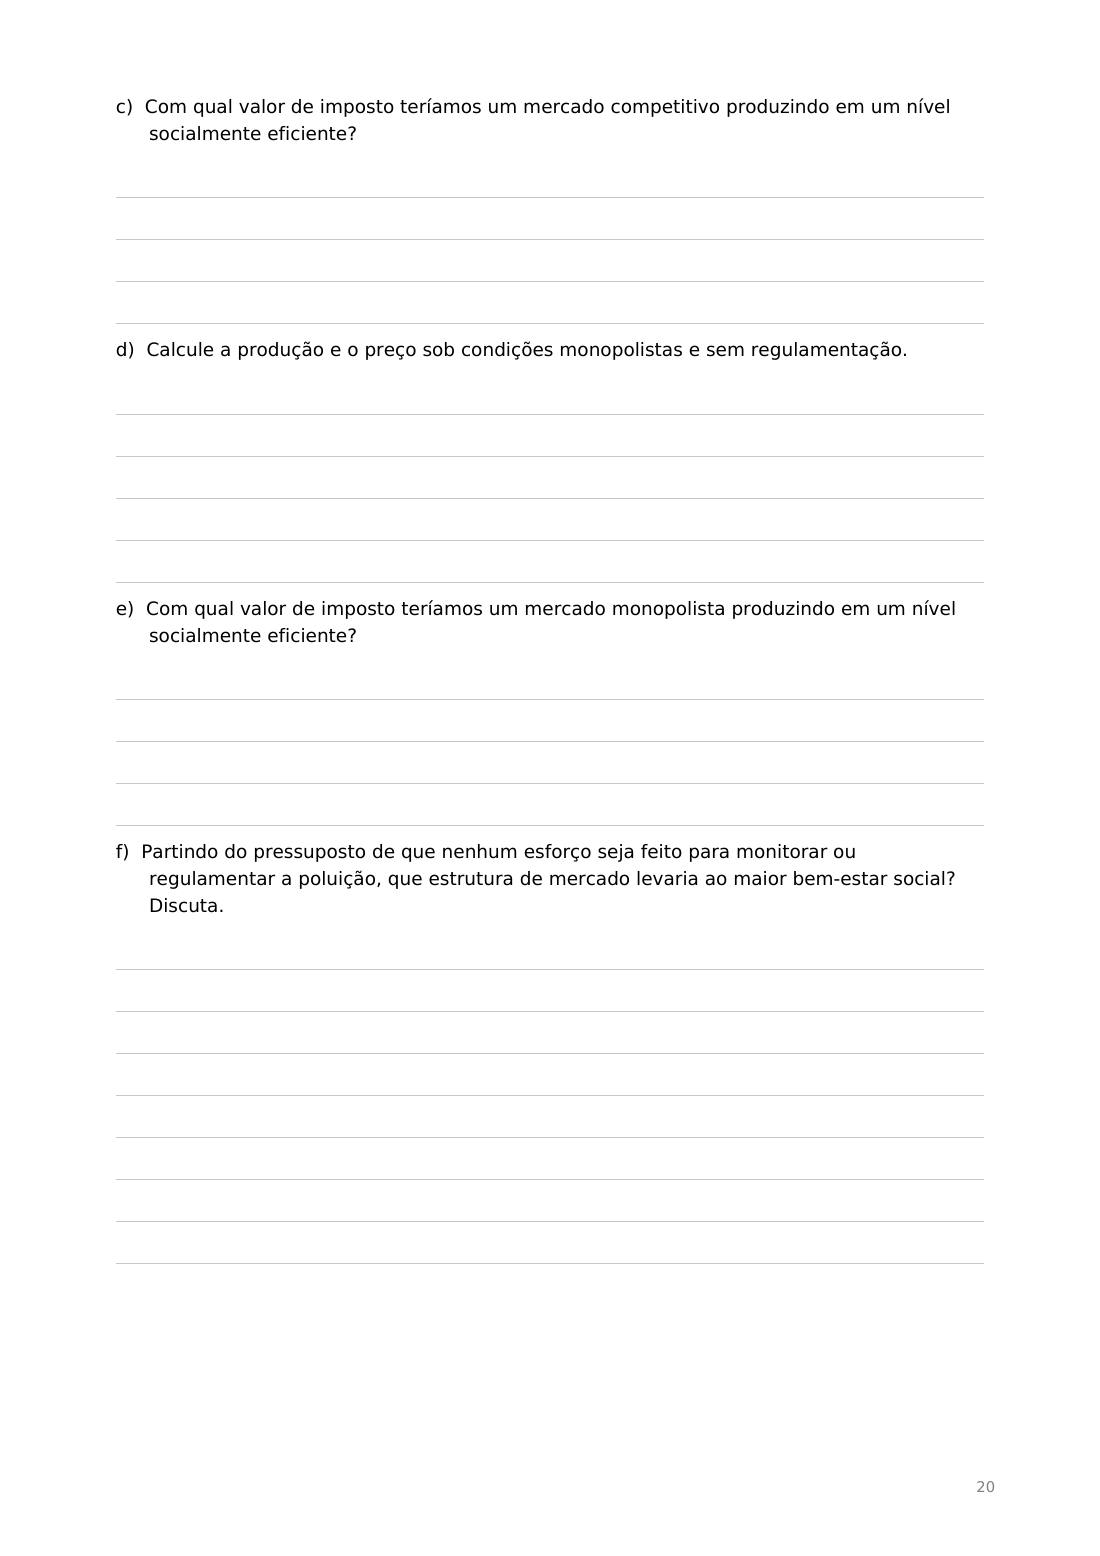 c) Com qual valor de imposto teríamos um mercado competitivo produzindo em um nível
socialmente eficiente?
d) Calcule a produção e o preço sob condições monopolistas e sem regulamentação.
e) Com qual valor de imposto teríamos um mercado monopolista produzindo em um nível
socialmente eficiente?
f) Partindo do pressuposto de que nenhum esforço seja feito para monitorar ou
regulamentar a poluição, que estrutura de mercado levaria ao maior bem-estar social?
Discuta.
20